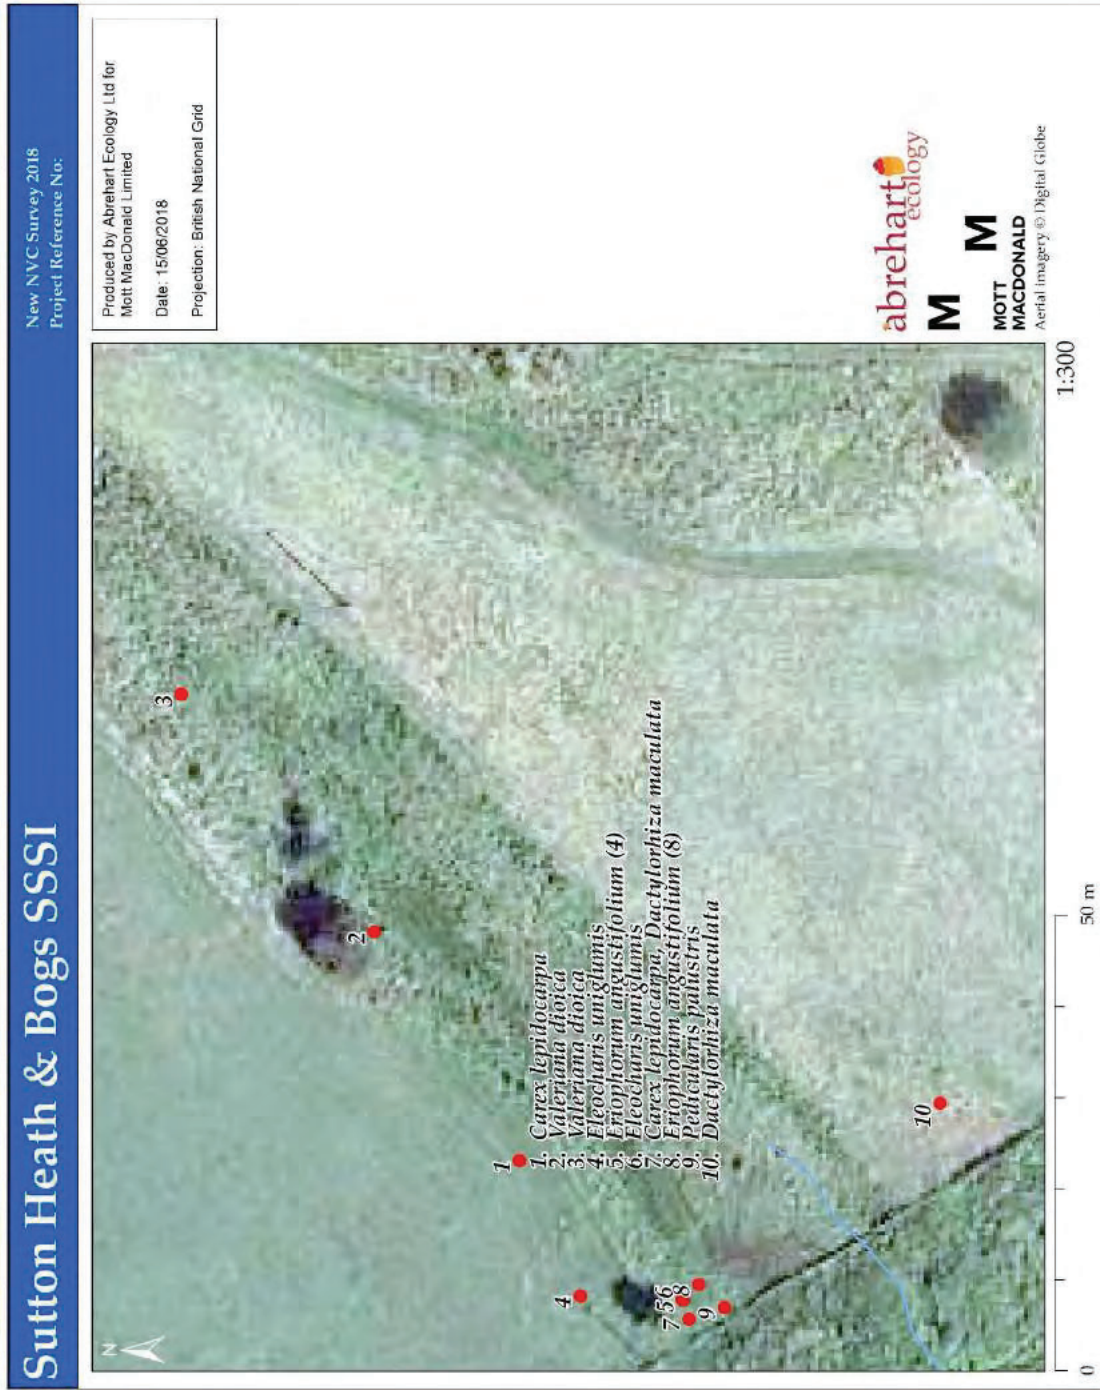 Sutton Heath & Bogs SSSI
New NVC Survey 2018
Project Reference No:
Produced by Abrehart Ecology Ltd for
Mott MacDonald Limited
Date: 15/06/2018
Projection: British National Grid
N
3
2
1
1. Carex lepidocarpa
2. Valeriana dioica
3. Valeriana dioica
4. Eleocharis uniglumis
5. Eriophorum angustifolium (4)
6. Eleocharis uniglumis
7. Carex lepidocarpa, Dactylorhiza maculata
8. Eriophorum angustifolium (8)
9. Pedicularis palustris
10. Dactylorhiza maculata
4
7 5 6
8
9
10
abrehart
ecology
M M
MOTT
MACDONALD
Aerial Imagery © Digital Globe
0 50 m
1:300